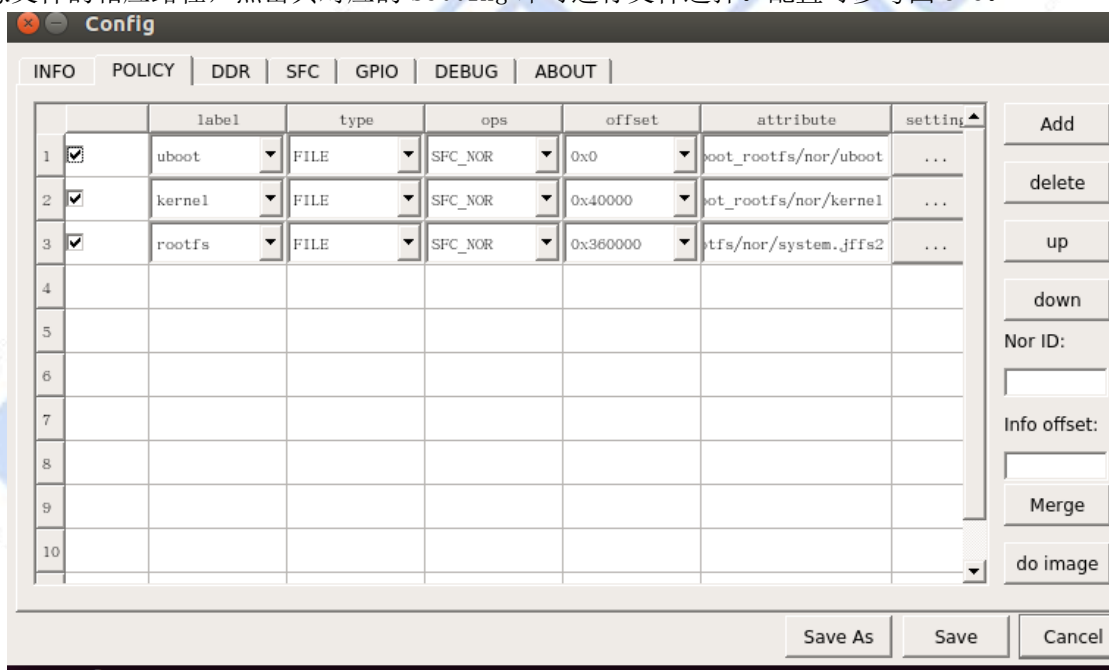 Config
INFO POLICY DDR SFC GPIO DEBUG ABOUT
label type ops offset attribute setting
1 uboot FILE SFC_NOR 0x0 oot_rootfs/nor/uboot ...
2 kernel FILE SFC_NOR 0x40000 ot_rootfs/nor/kernel ...
3 rootfs FILE SFC_NOR 0x360000 tfs/nor/system.jffs2 ...
4
5
6
7
8
9
10
Add
delete
up
down
Nor ID:
Info offset:
Merge
do image
Save As Save Cancel